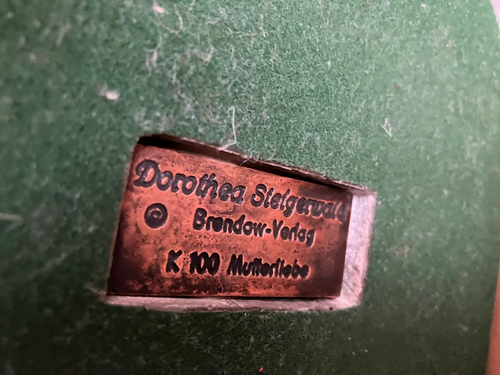 Dorothea Steigerwald
© Brendow-Verlag
K 100 Mutterliebe